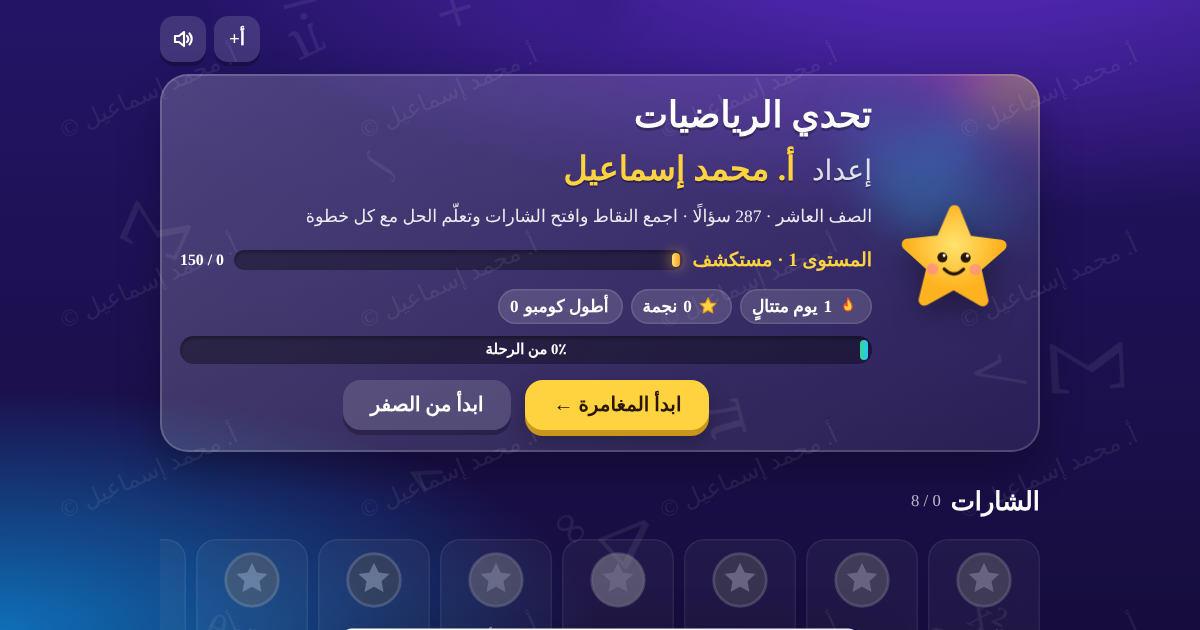 أ+
تحدي الرياضيات
إعداد أ. محمد إسماعيل
الصف العاشر · 287 سؤالًا · اجمع النقاط وافتح الشارات وتعلّم الحل مع كل خطوة
المستوى 1 · مستكشف 0 / 150
1 يوم متتالٍ
0 نجمة
أطول كومبو 0
0٪ من الرحلة
ابدأ المغامرة ←
ابدأ من الصفر
الشارات 0 / 8
© أ. محمد إسماعيل